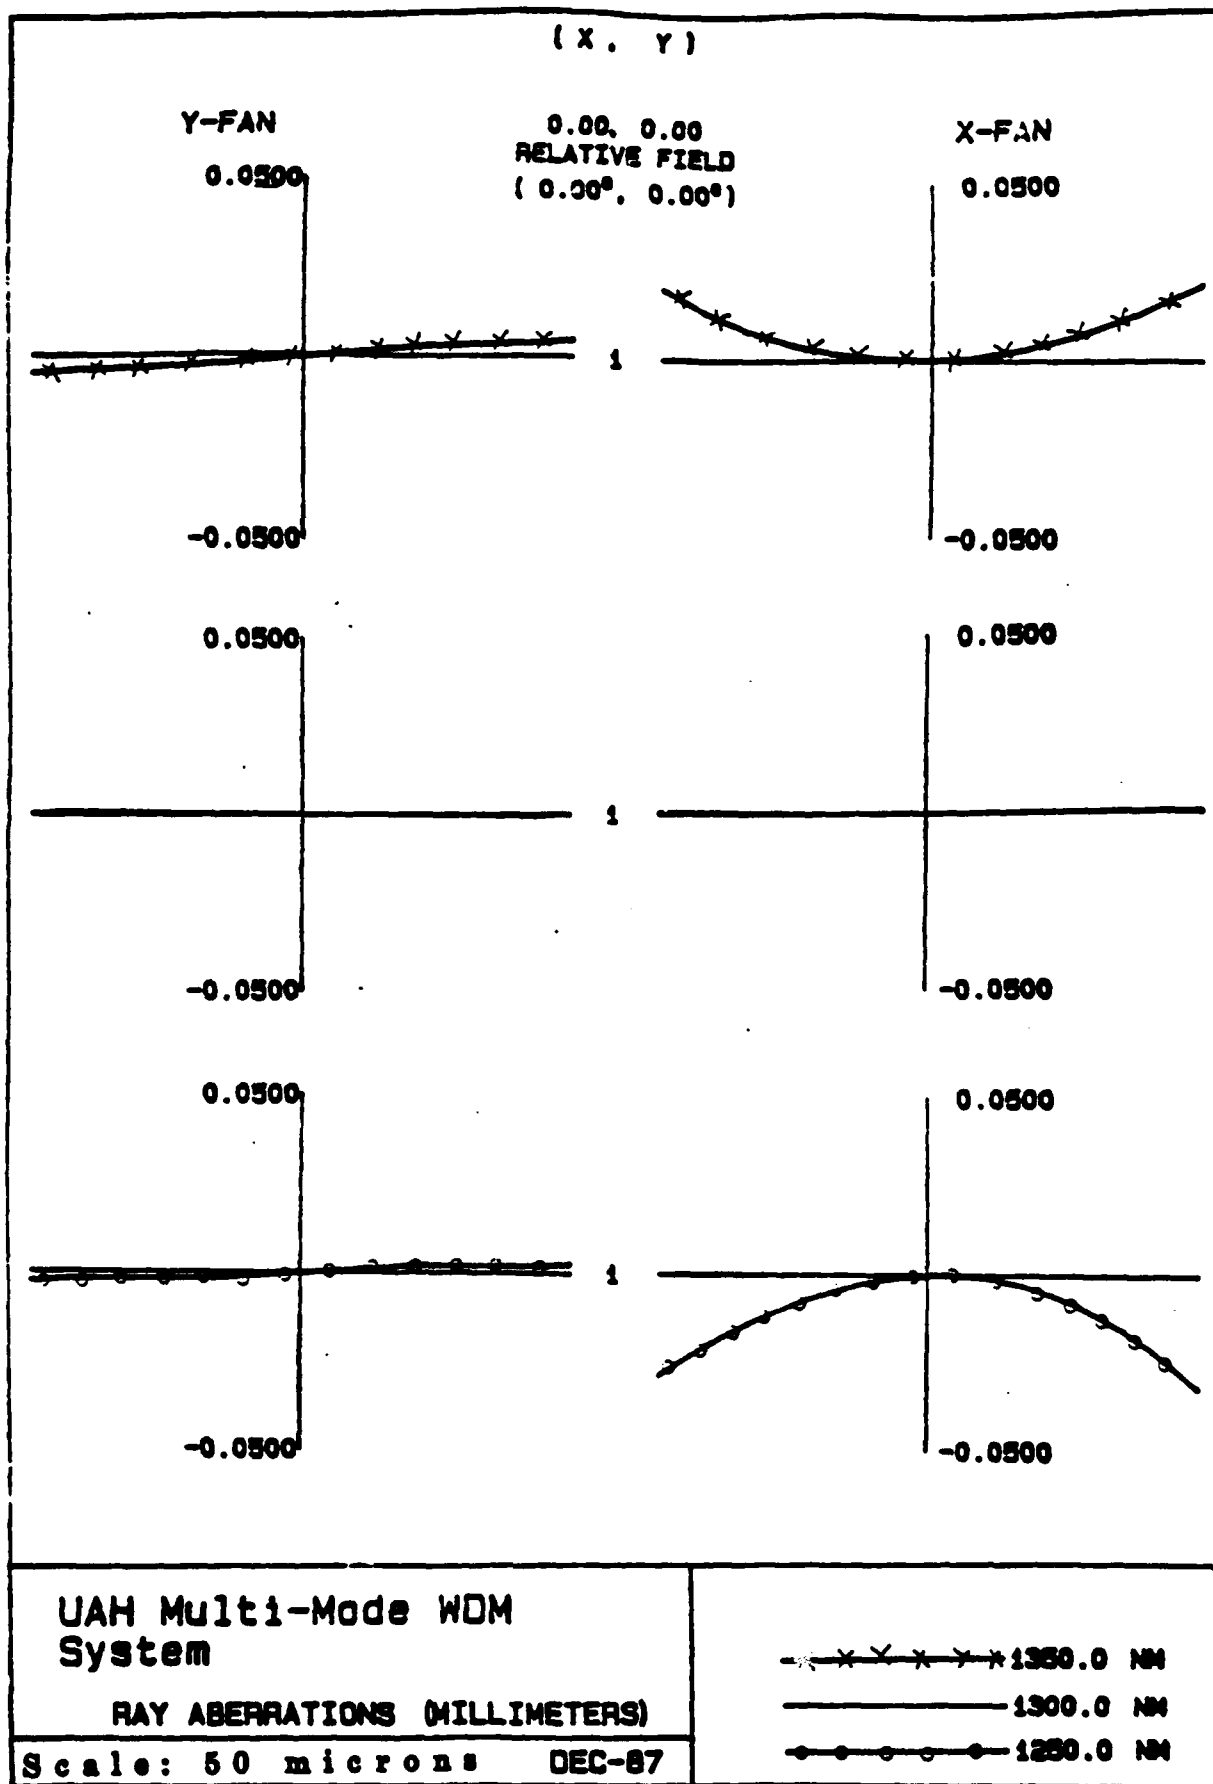 (X, Y)
Y-FAN
0.00, 0.00
X-FAN
RELATIVE FIELD
0.0500
(0.00°, 0.00°)
0.0500
1
-0.0500
-0.0500
0.0500
0.0500
1
-0.0500
-0.0500
0.0500
0.0500
1
-0.0500
-0.0500
UAH Multi-Mode WDM
System
RAY ABERRATIONS (MILLIMETERS)
Scale: 50 microns DEC-87
1350.0 NM
1300.0 NM
1250.0 NM